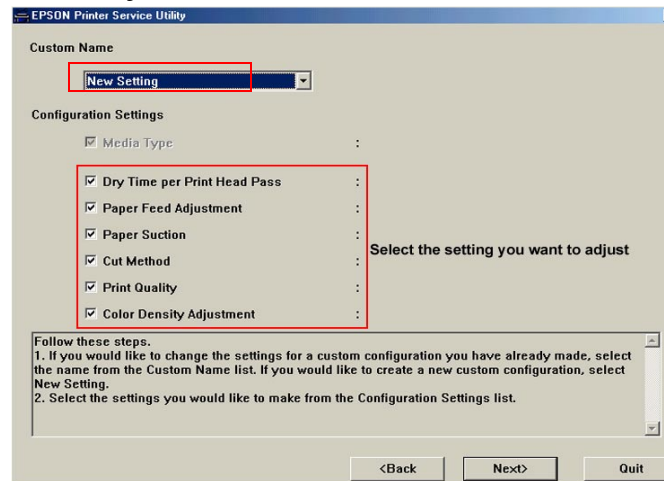 EPSON Printer Service Utility
Custom Name
New Setting
Configuration Settings
Media Type :
Dry Time per Print Head Pass :
Paper Feed Adjustment :
Paper Suction :
Select the setting you want to adjust
Cut Method :
Print Quality :
Color Density Adjustment :
Follow these steps.
1. If you would like to change the settings for a custom configuration you have already made, select
the name from the Custom Name list. If you would like to create a new custom configuration, select
New Setting.
2. Select the settings you would like to make from the Configuration Settings list.
<Back Next> Quit